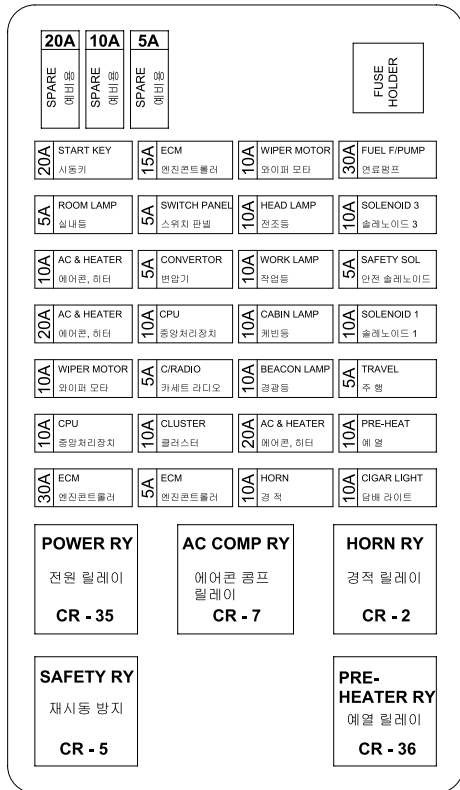 20A 10A 5A
SPARE 예비용 SPARE 예비용 SPARE 예비용
FUSE
HOLDER
20A START KEY
시동키
15A ECM
엔진콘트롤러
10A WIPER MOTOR
와이퍼 모타
30A FUEL F/PUMP
연료펌프
5A ROOM LAMP
실내등
5A SWITCH PANEL
스위치 판넬
10A HEAD LAMP
전조등
10A SOLENOID 3
솔레노이드 3
10A AC & HEATER
에어콘, 히터
5A CONVERTOR
변압기
10A WORK LAMP
작업등
5A SAFETY SOL
안전 솔레노이드
20A AC & HEATER
에어콘, 히터
10A CPU
중앙처리장치
10A CABIN LAMP
케빈등
10A SOLENOID 1
솔레노이드 1
10A WIPER MOTOR
와이퍼 모타
5A C/RADIO
카세트 라디오
10A BEACON LAMP
경광등
5A TRAVEL
주 행
10A CPU
중앙처리장치
10A CLUSTER
클러스터
20A AC & HEATER
에어콘, 히터
10A PRE-HEAT
예 열
30A ECM
엔진콘트롤러
5A ECM
엔진콘트롤러
10A HORN
경 적
10A CIGAR LIGHT
담배 라이트
POWER RY
전원 릴레이
CR - 35
AC COMP RY
에어콘 콤프
릴레이
CR - 7
HORN RY
경적 릴레이
CR - 2
SAFETY RY
재시동 방지
CR - 5
PRE-
HEATER RY
예열 릴레이
CR - 36